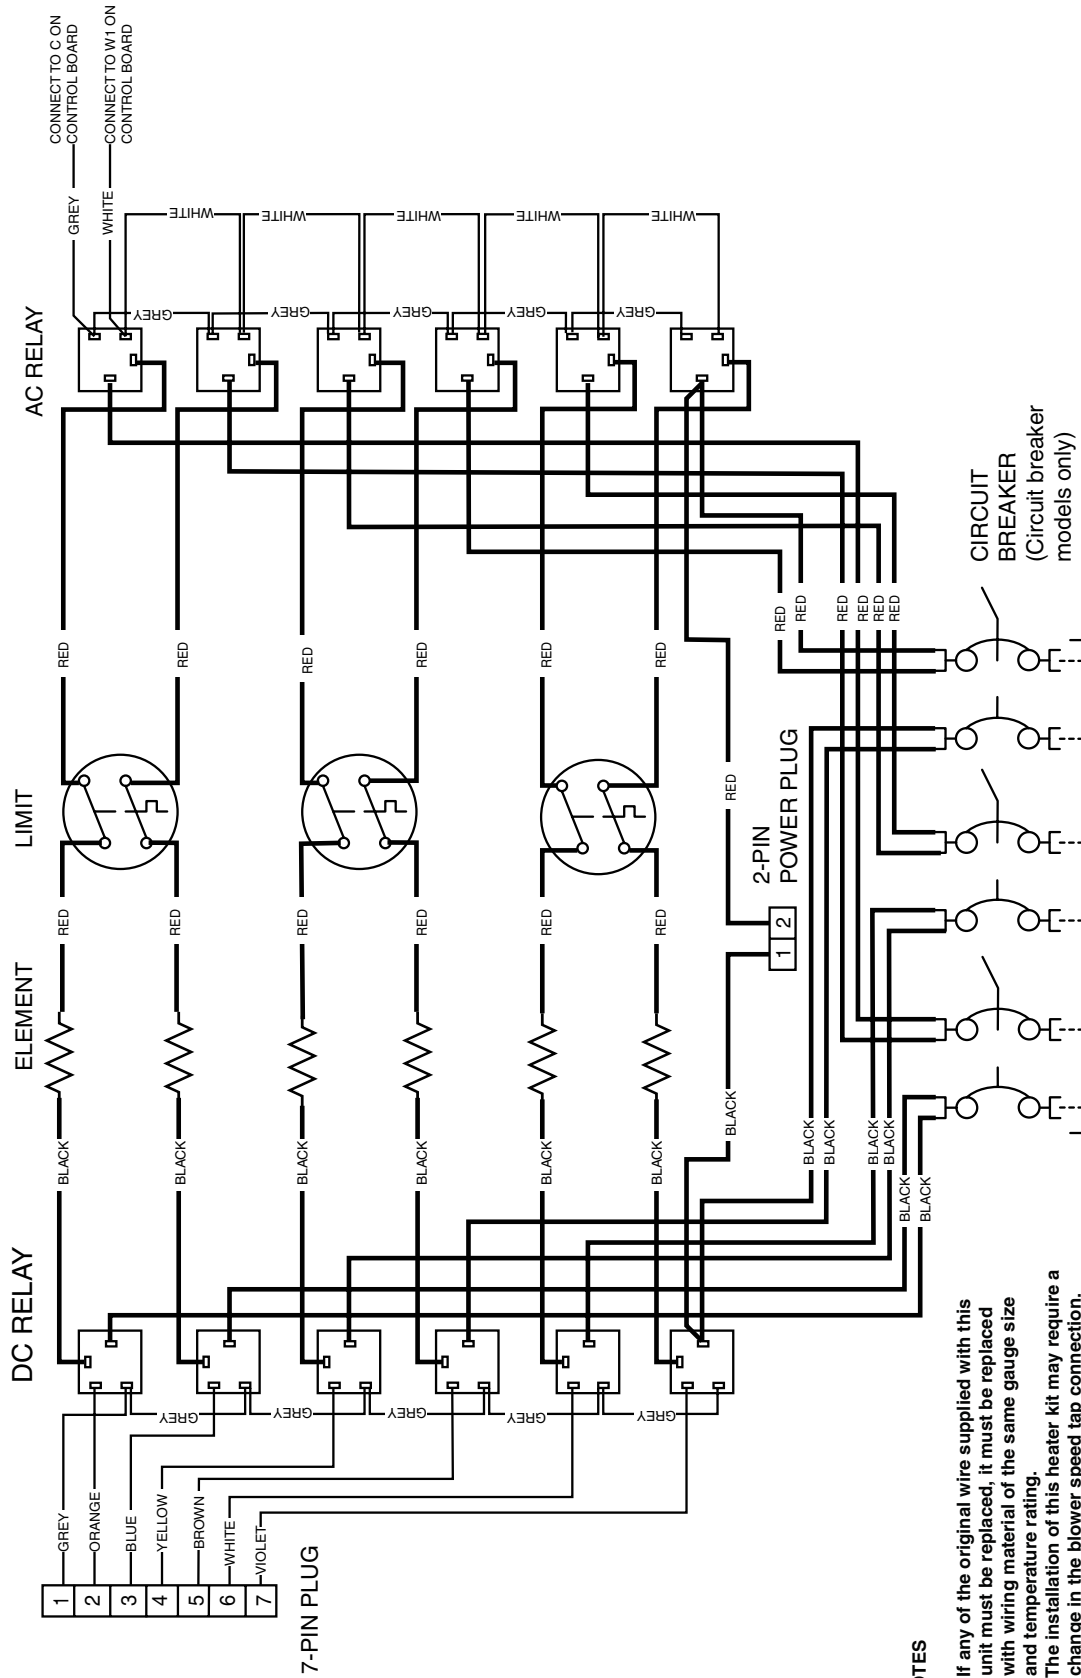 CONNECT TO C ON
CONTROL BOARD
CONNECT TO W1 ON
CONTROL BOARD
GREY
WHITE
AC RELAY
WHITE
WHITE
WHITE
WHITE
WHITE
GREY
GREY
GREY
GREY
GREY
RED
RED
RED
RED
RED
RED
LIMIT
RED
RED
RED
RED
RED
RED
ELEMENT
BLACK
BLACK
BLACK
BLACK
BLACK
BLACK
DC RELAY
GREY
GREY
GREY
GREY
GREY
1 GREY
2 ORANGE
3 BLUE
4 YELLOW
5 BROWN
6 WHITE
7 VIOLET
7-PIN PLUG
RED
2-PIN
POWER PLUG
1 2
BLACK
RED
RED
RED
RED
RED
RED
BLACK
BLACK
BLACK
BLACK
BLACK
BLACK
CIRCUIT
BREAKER
(Circuit breaker
models only)
OTES
If any of the original wire supplied with this
unit must be replaced, it must be replaced
with wiring material of the same gauge size
and temperature rating.
The installation of this heater kit may require a
change in the blower speed tap connection.